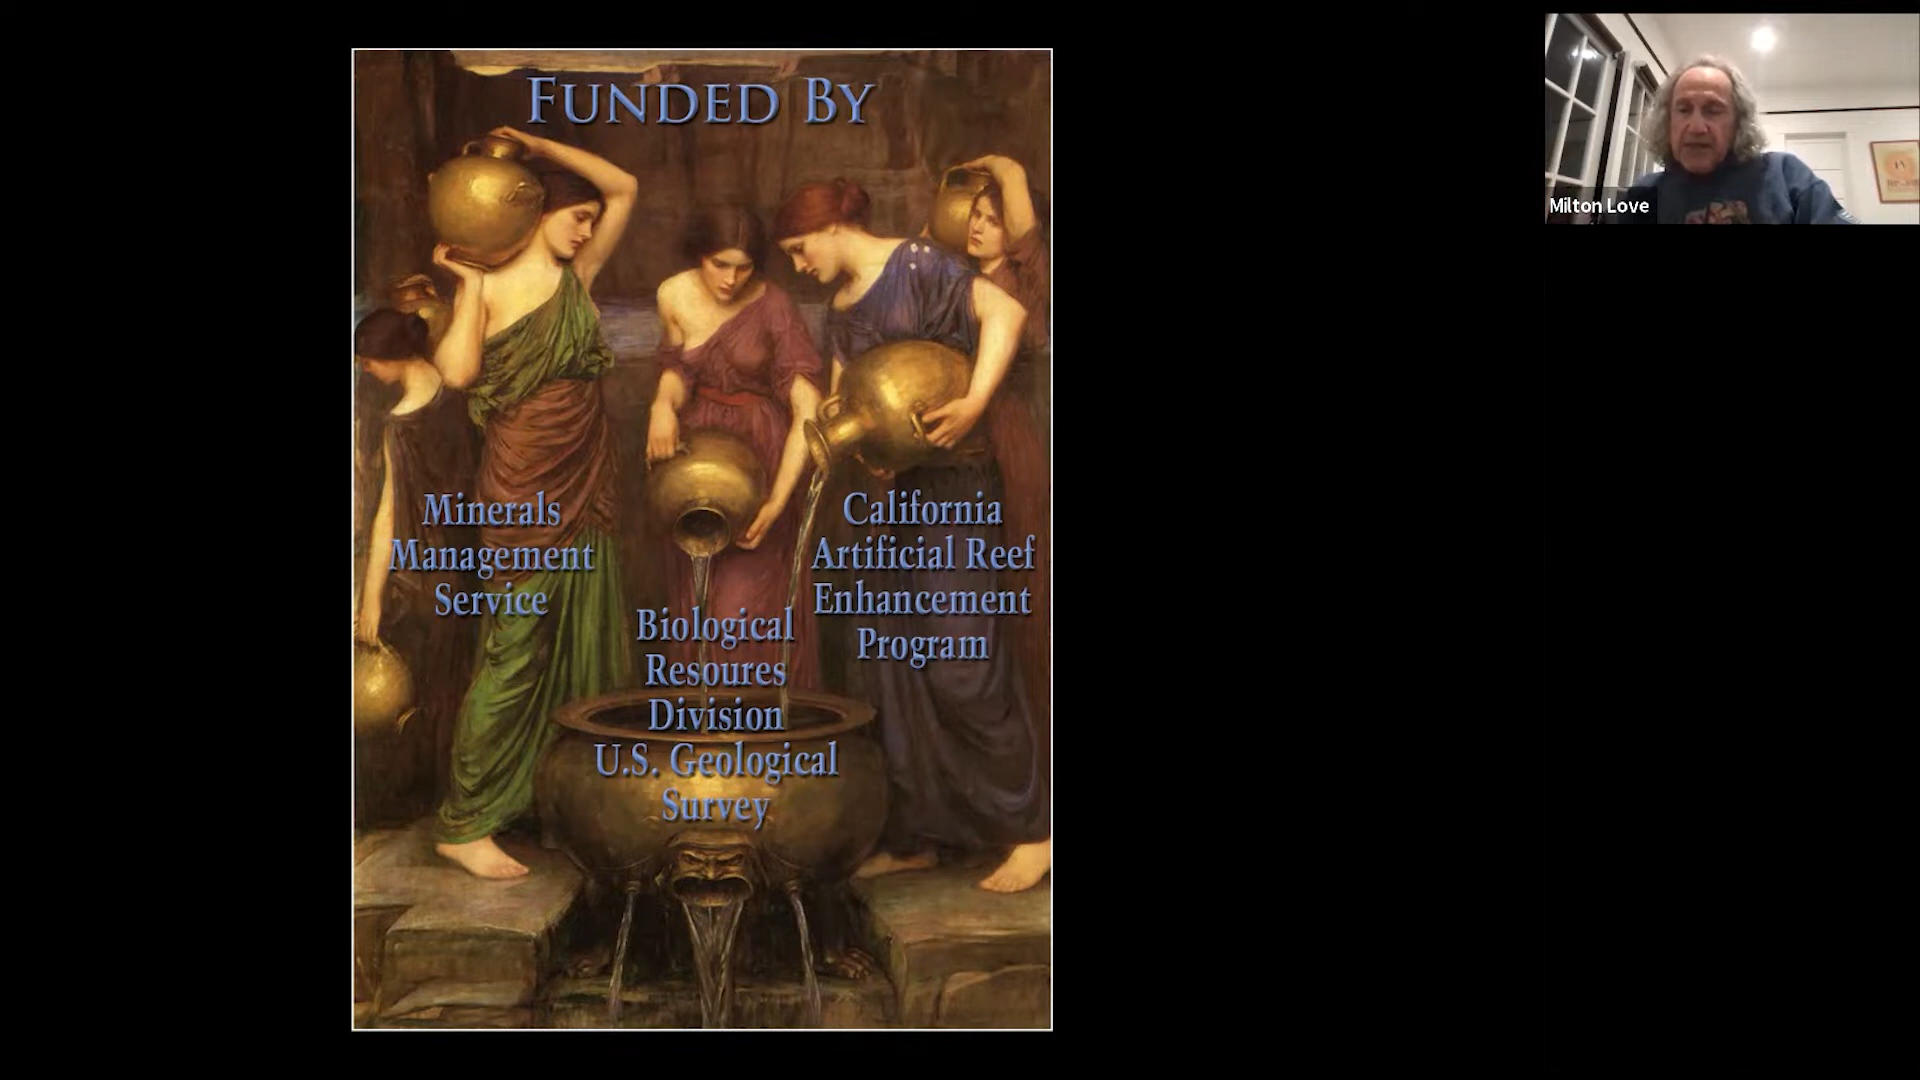 Funded By
Minerals
Management
Service
Biological
Resoures
Division
U.S. Geological
Survey
California
Artificial Reef
Enhancement
Program
Milton Love